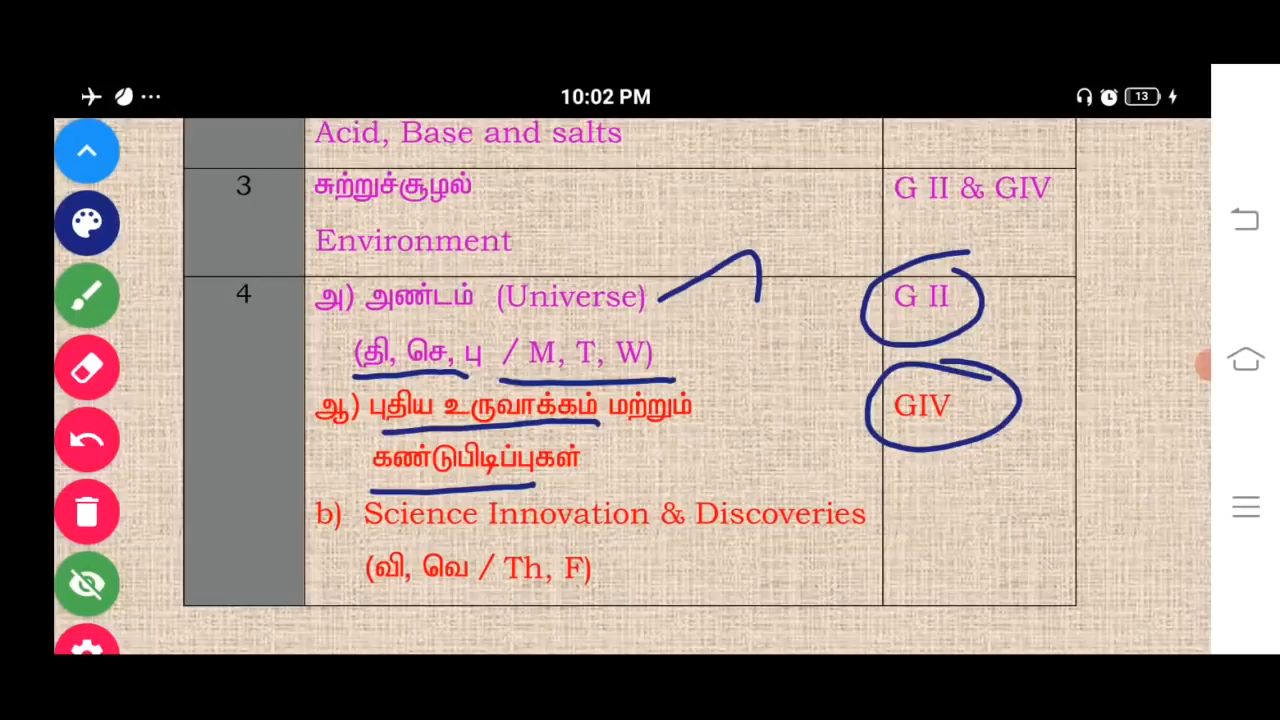 10:02 PM
13
Acid, Base and salts
3 சுற்றுச்சூழல் G II & GIV
Environment
4 அ) அண்டம் (Universe) G II
(தி, செ, பு / M, T, W)
ஆ) புதிய உருவாக்கம் மற்றும் GIV
கண்டுபிடிப்புகள்
b) Science Innovation & Discoveries
(வி, வெ / Th, F)